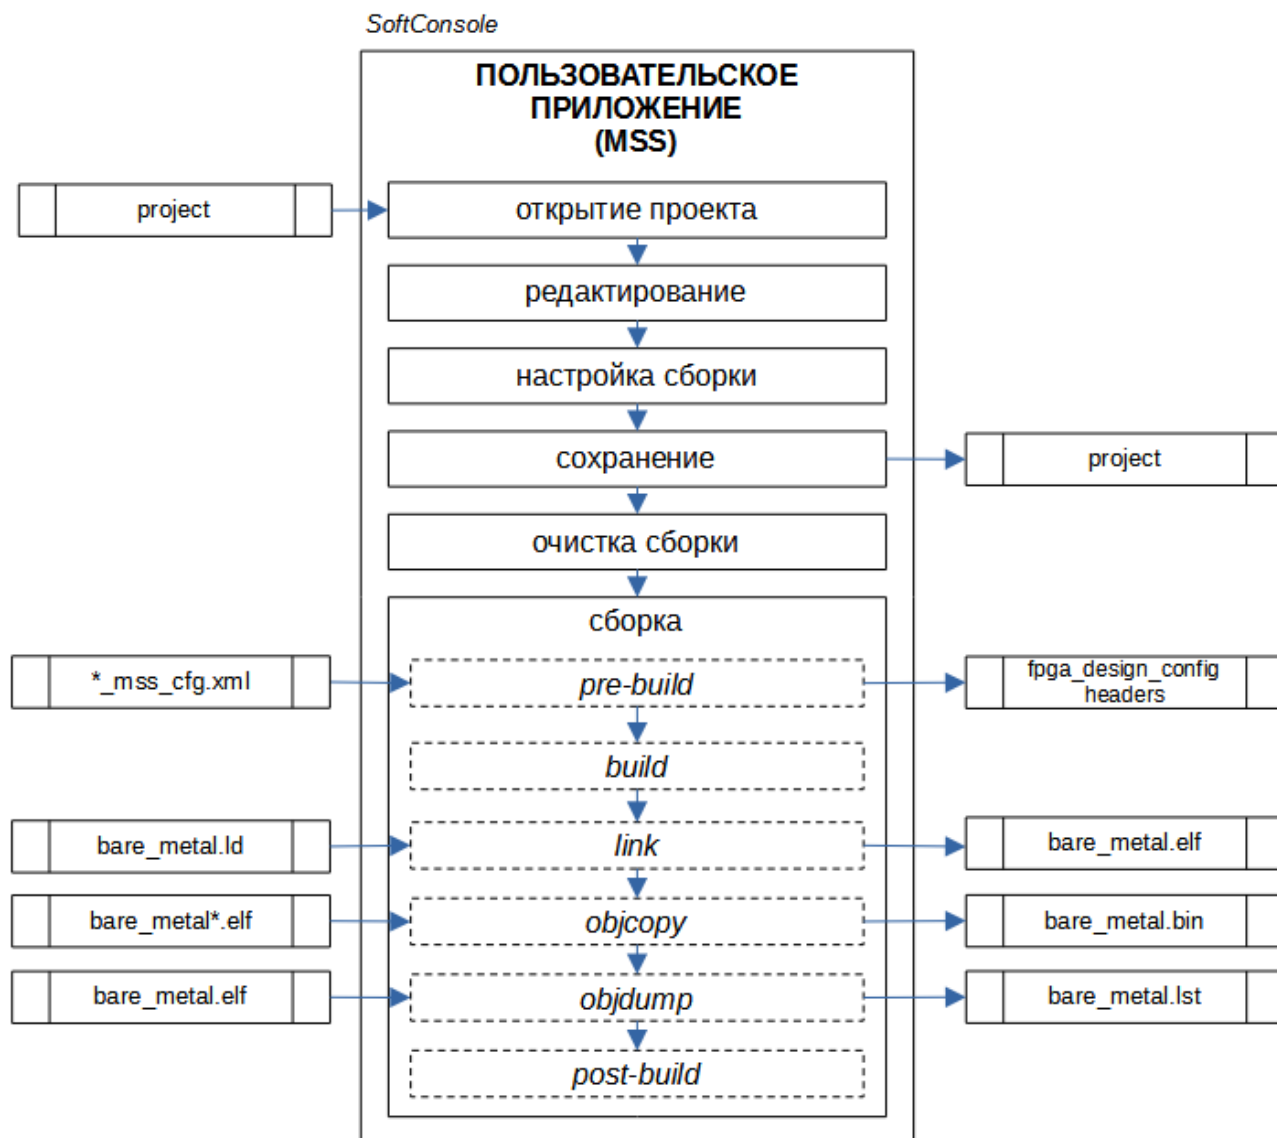 SoftConsole
ПОЛЬЗОВАТЕЛЬСКОЕ
ПРИЛОЖЕНИЕ
(MSS)
project
открытие проекта
редактирование
настройка сборки
сохранение
project
очистка сборки
сборка
*_mss_cfg.xml
pre-build
fpga_design_config
headers
build
bare_metal.ld
link
bare_metal.elf
bare_metal*.elf
objcopy
bare_metal.bin
bare_metal.elf
objdump
bare_metal.lst
post-build